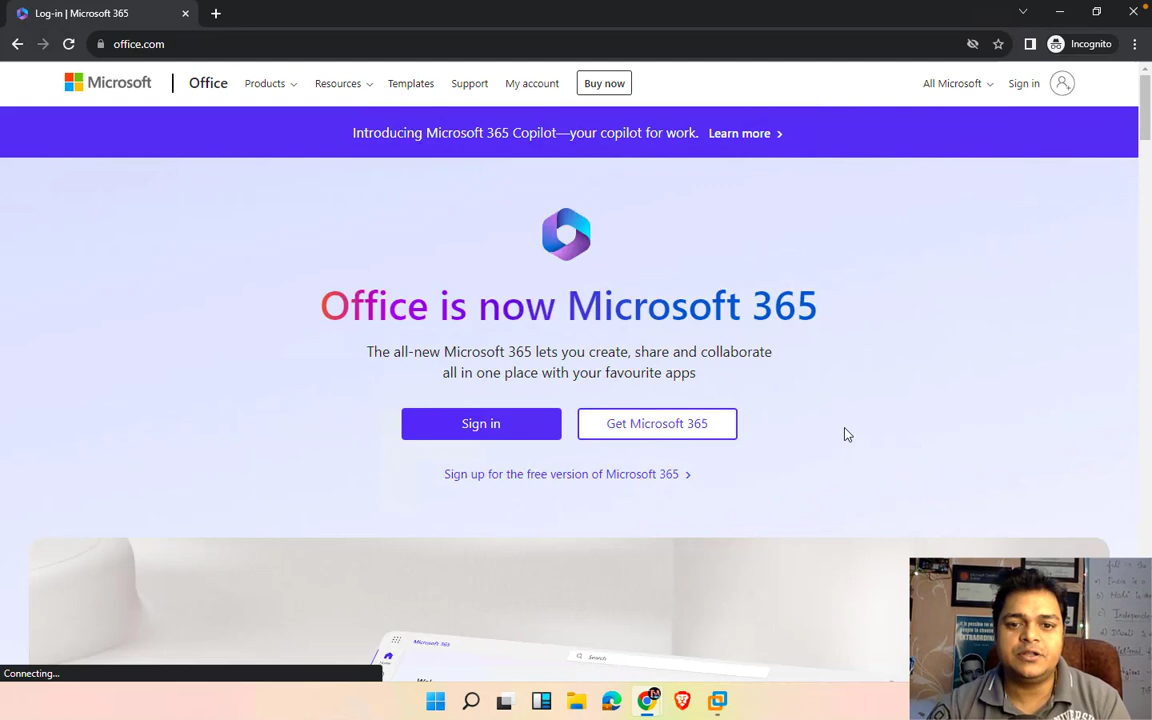 Log-in | Microsoft 365
office.com
Incognito
Microsoft | Office Products Resources Templates Support My account Buy now All Microsoft Sign in
Introducing Microsoft 365 Copilot—your copilot for work. Learn more >
Office is now Microsoft 365
The all-new Microsoft 365 lets you create, share and collaborate
all in one place with your favourite apps
Sign in Get Microsoft 365
Sign up for the free version of Microsoft 365 >
Microsoft 365
Search
Connecting...
EXTRAORDINARY